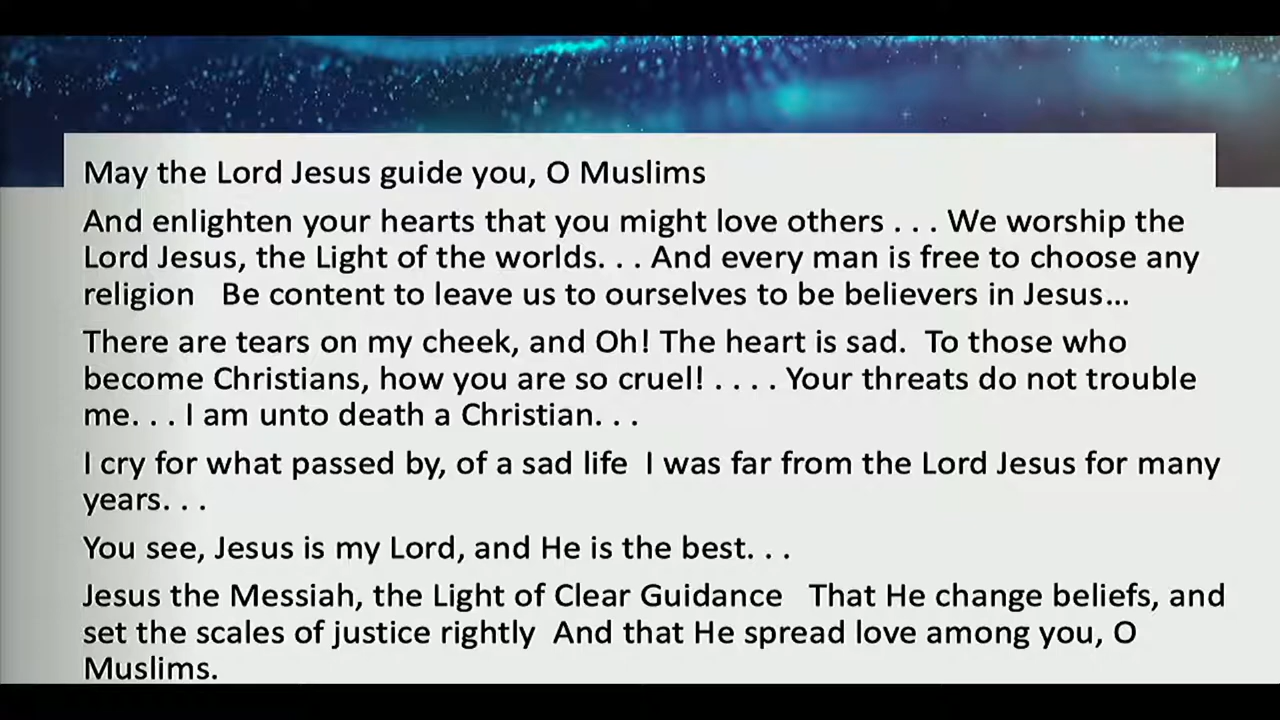 May the Lord Jesus guide you, O Muslims
And enlighten your hearts that you might love others . . . We worship the
Lord Jesus, the Light of the worlds. . . And every man is free to choose any
religion   Be content to leave us to ourselves to be believers in Jesus...
There are tears on my cheek, and Oh! The heart is sad.  To those who
become Christians, how you are so cruel! . . . . Your threats do not trouble
me. . . I am unto death a Christian. . .
I cry for what passed by, of a sad life  I was far from the Lord Jesus for many
years. . .
You see, Jesus is my Lord, and He is the best. . .
Jesus the Messiah, the Light of Clear Guidance   That He change beliefs, and
set the scales of justice rightly  And that He spread love among you, O
Muslims.